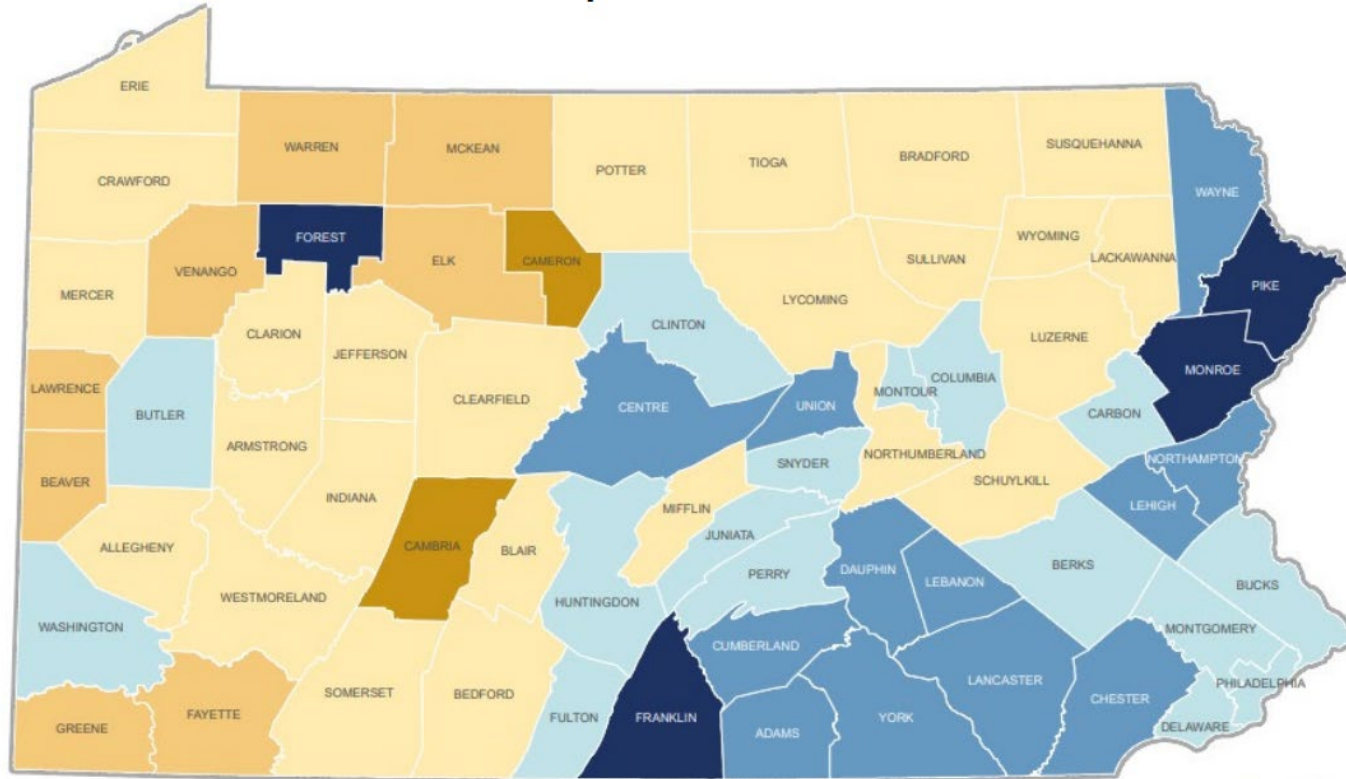 ERIE
WARREN
MCKEAN
POTTER
TIOGA
BRADFORD
SUSQUEHANNA
CRAWFORD
WAYNE
FOREST
VENANGO
ELK
CAMERON
WYOMING
SULLIVAN
LACKAWANNA
MERCER
PIKE
LYCOMING
CLINTON
CLARION
JEFFERSON
LUZERNE
MONROE
LAWRENCE
BUTLER
CLEARFIELD
CENTRE
UNION
MONTOUR
COLUMBIA
CARBON
ARMSTRONG
NORTHUMBERLAND
NORTHAMPTON
SNYDER
BEAVER
INDIANA
SCHUYLKILL
LEHIGH
MIFFLIN
ALLEGHENY
CAMBRIA
BLAIR
JUNIATA
PERRY
DAUPHIN
LEBANON
BERKS
BUCKS
WESTMORELAND
HUNTINGDON
WASHINGTON
MONTGOMERY
CUMBERLAND
SOMERSET
BEDFORD
LANCASTER
PHILADELPHIA
CHESTER
FAYETTE
GREENE
FULTON
FRANKLIN
ADAMS
YORK
DELAWARE